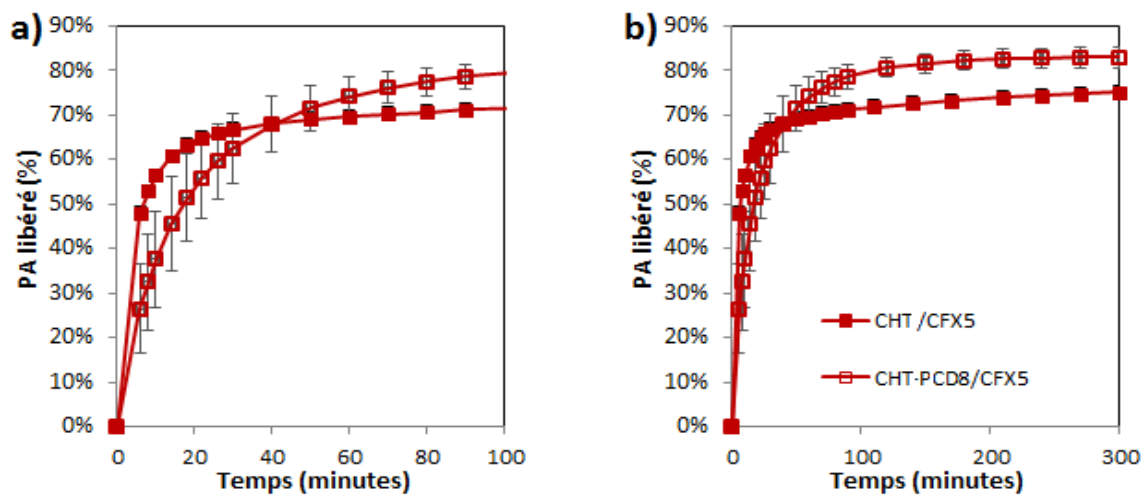 a)
PA libéré (%)
90%
80%
70%
60%
50%
40%
30%
20%
10%
0%
0 20 40 60 80 100
Temps (minutes)
b)
PA libéré (%)
90%
80%
70%
60%
50%
40%
30%
20%
10%
0%
CHT /CFX5
CHT-PCD8/CFX5
0 100 200 300
Temps (minutes)